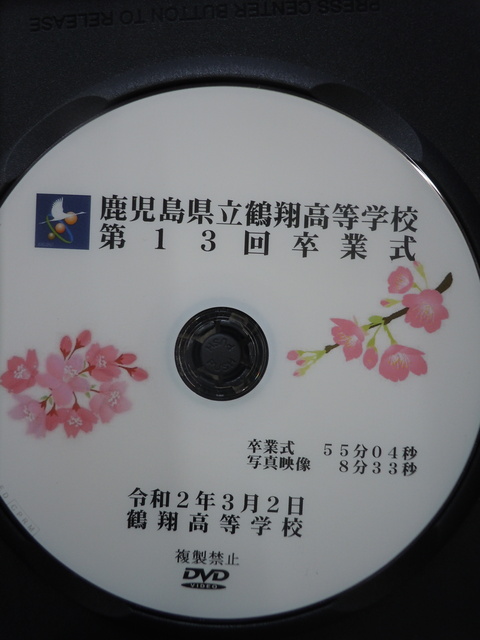 PRESS CENTER BUTTON TO RELEASE
鹿児島県立鶴翔高等学校
第13回卒業式
卒業式 55分04秒
写真映像 8分33秒
令和2年3月2日
鶴翔高等学校
複製禁止
DVD
VIDEO